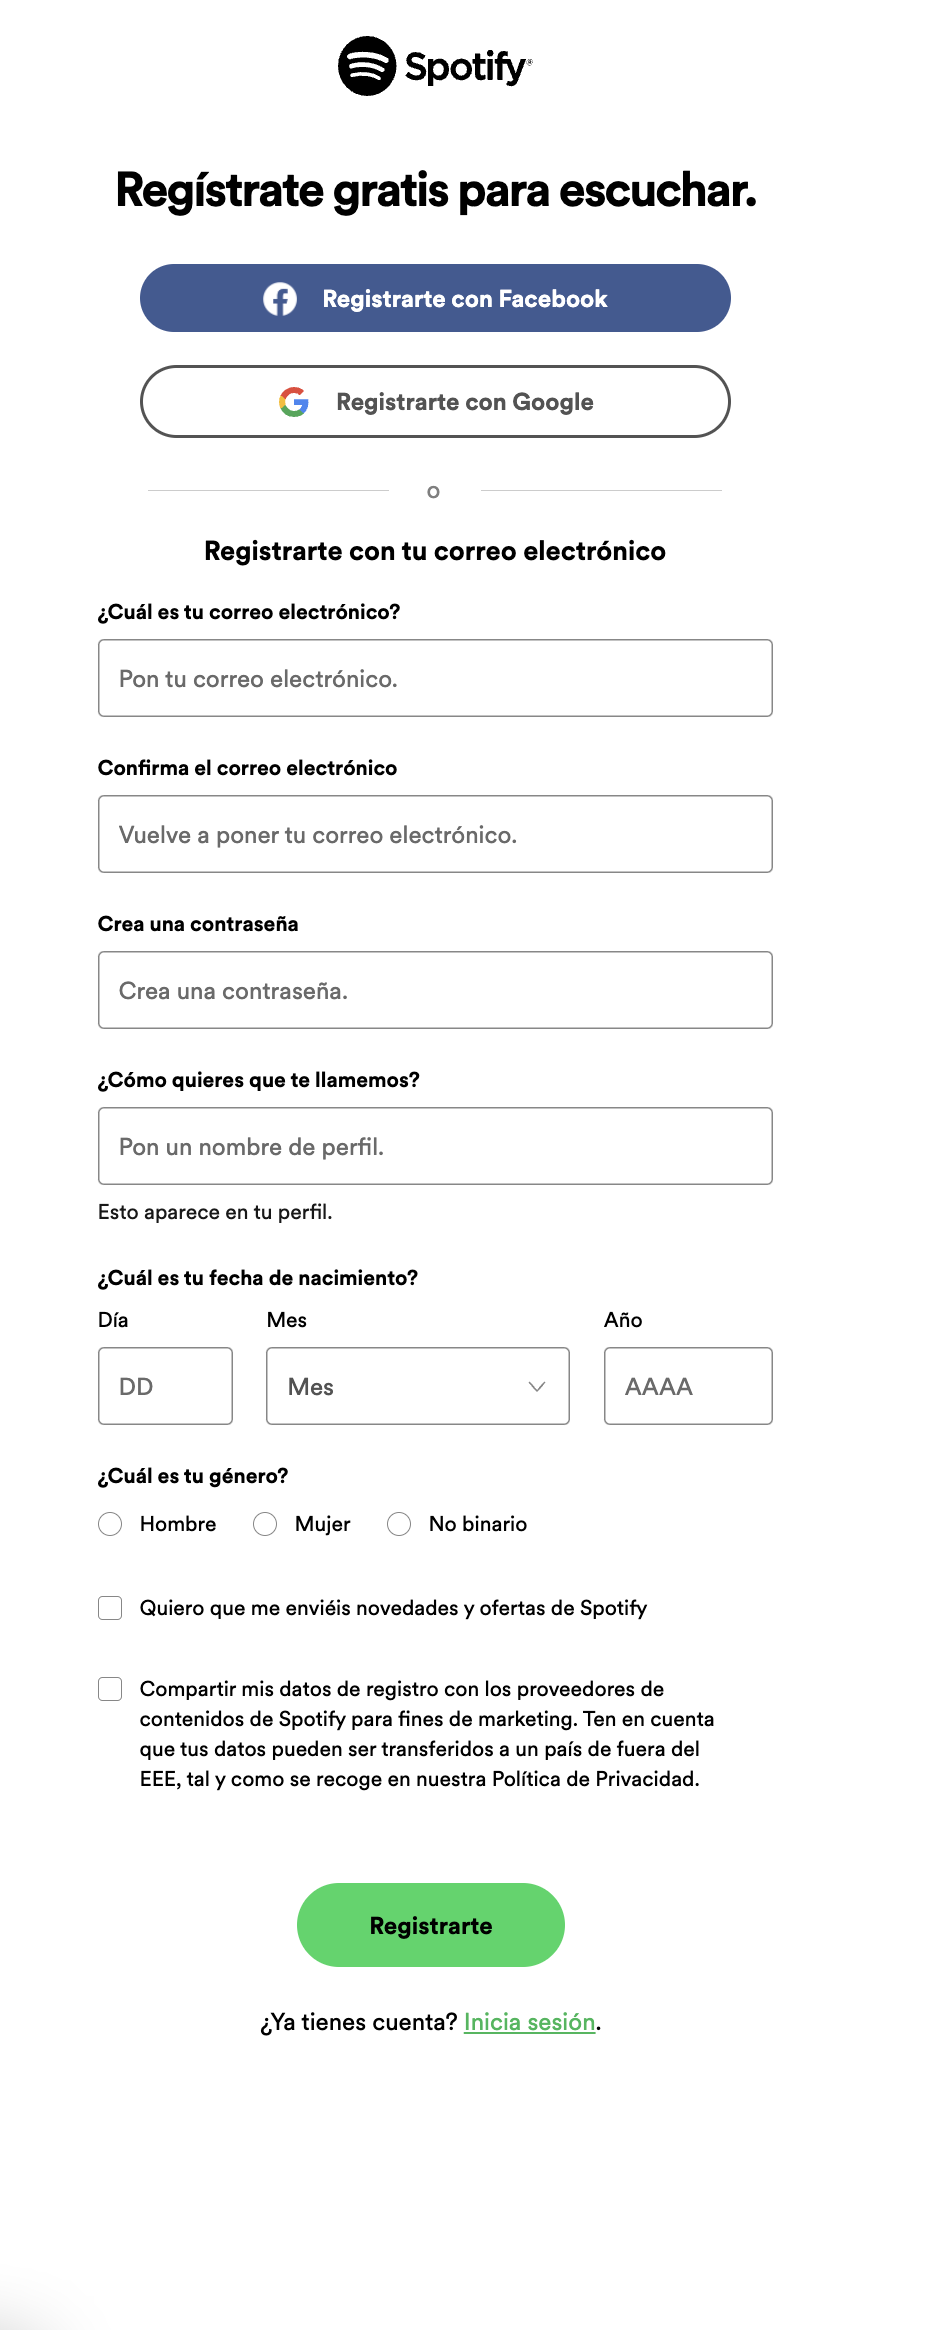 Spotify®
Regístrate gratis para escuchar.
Registrarte con Facebook
Registrarte con Google
o
Registrarte con tu correo electrónico
¿Cuál es tu correo electrónico?
Pon tu correo electrónico.
Confirma el correo electrónico
Vuelve a poner tu correo electrónico.
Crea una contraseña
Crea una contraseña.
¿Cómo quieres que te llamemos?
Pon un nombre de perfil.
Esto aparece en tu perfil.
¿Cuál es tu fecha de nacimiento?
Día Mes Año
DD Mes AAAA
¿Cuál es tu género?
Hombre Mujer No binario
Quiero que me enviéis novedades y ofertas de Spotify
Compartir mis datos de registro con los proveedores de
contenidos de Spotify para fines de marketing. Ten en cuenta
que tus datos pueden ser transferidos a un país de fuera del
EEE, tal y como se recoge en nuestra Política de Privacidad.
Registrarte
¿Ya tienes cuenta? Inicia sesión.